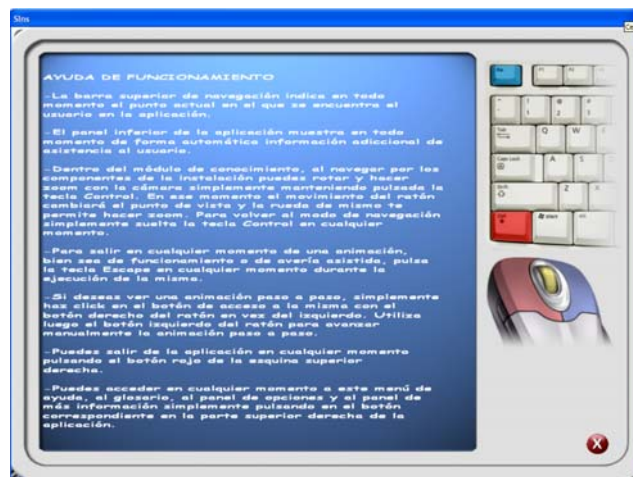 Sins
AYUDA DE FUNCIONAMIENTO
-La barra superior de navegación indica en todo
momento el punto actual en el que se encuentra el
usuario en la aplicación.
-El panel inferior de la aplicación muestra en todo
momento de forma automática información adiccional de
asistencia al usuario.
-Dentro del módulo de conocimiento, al navegar por los
componentes de la instalación puedes rotar y hacer
zoom con la cámara simplemente manteniendo pulsada la
tecla Control. En ese momento el movimiento del ratón
cambiará el punto de vista y la rueda de mismo te
permite hacer zoom. Para volver al modo de navegación
simplemente suelta la tecla Control en cualquier
momento.
-Para salir en cualquier momento de una animación,
bien sea de funcionamiento o de avería asistida, pulsa
la tecla Escape en cualquier momento durante la
ejecución de la misma.
-Si deseas ver una animación paso a paso, simplemente
haz click en el botón de acceso a la misma con el
botón derecho del ratón en vez del izquierdo. Utiliza
luego el botón izquierdo del ratón para avanzar
manualmente la animación paso a paso.
-Puedes salir de la aplicación en cualquier momento
pulsando el botón rojo de la esquina superior
derecha.
-Puedes acceder en cualquier momento a este menú de
ayuda, al glosario, al panel de opciones y al panel de
más información simplemente pulsando en el botón
correspondiente en la parte superior derecha de la
aplicación.
Q W
Caps Lock A S
Shift Z X
X